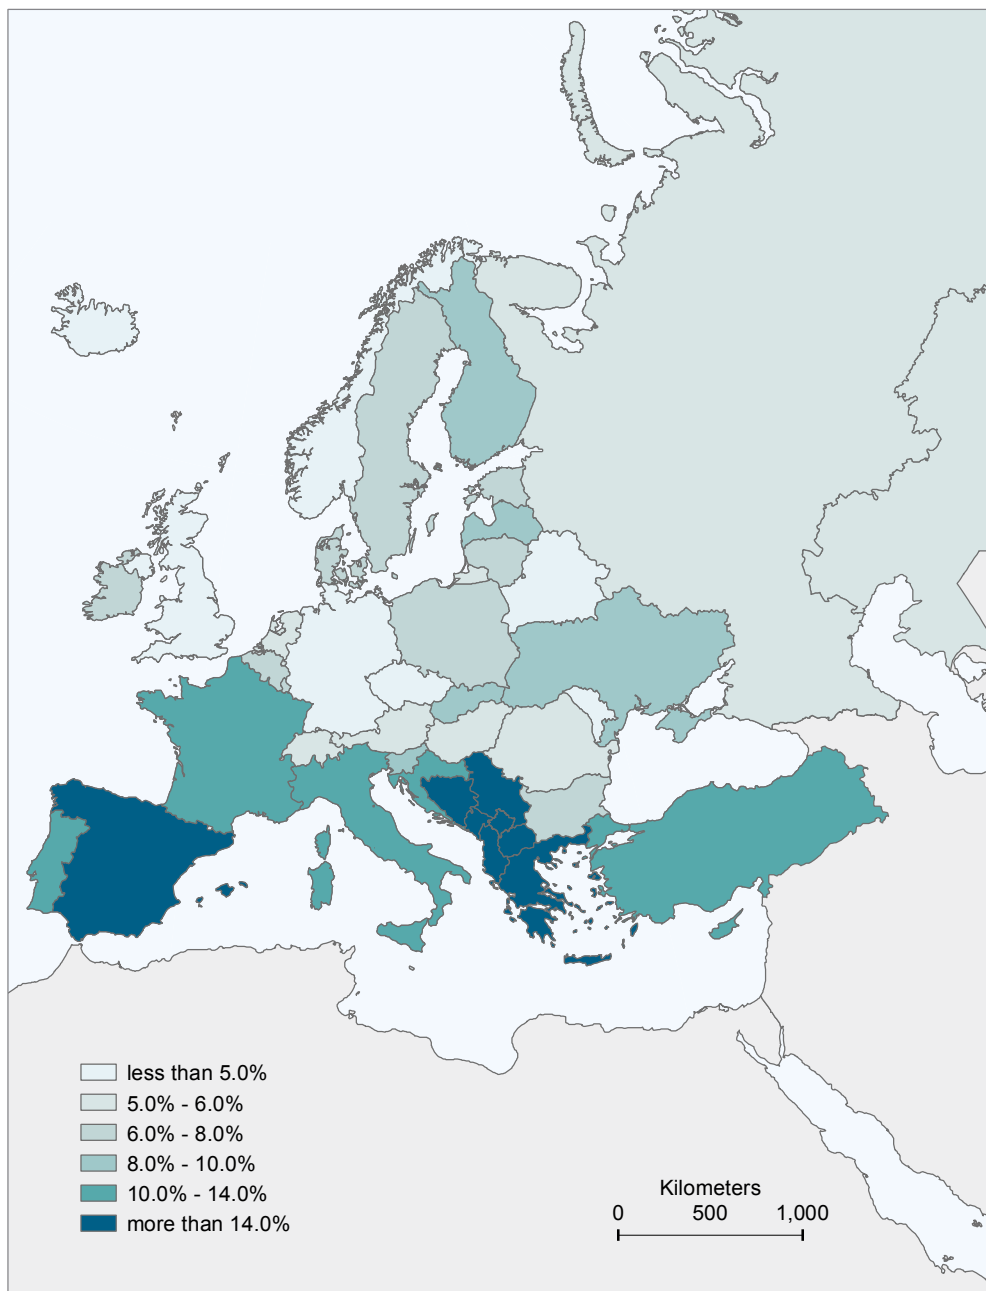 less than 5.0%
5.0% - 6.0%
6.0% - 8.0%
8.0% - 10.0%
10.0% - 14.0%
more than 14.0%
Kilometers
0 500 1,000